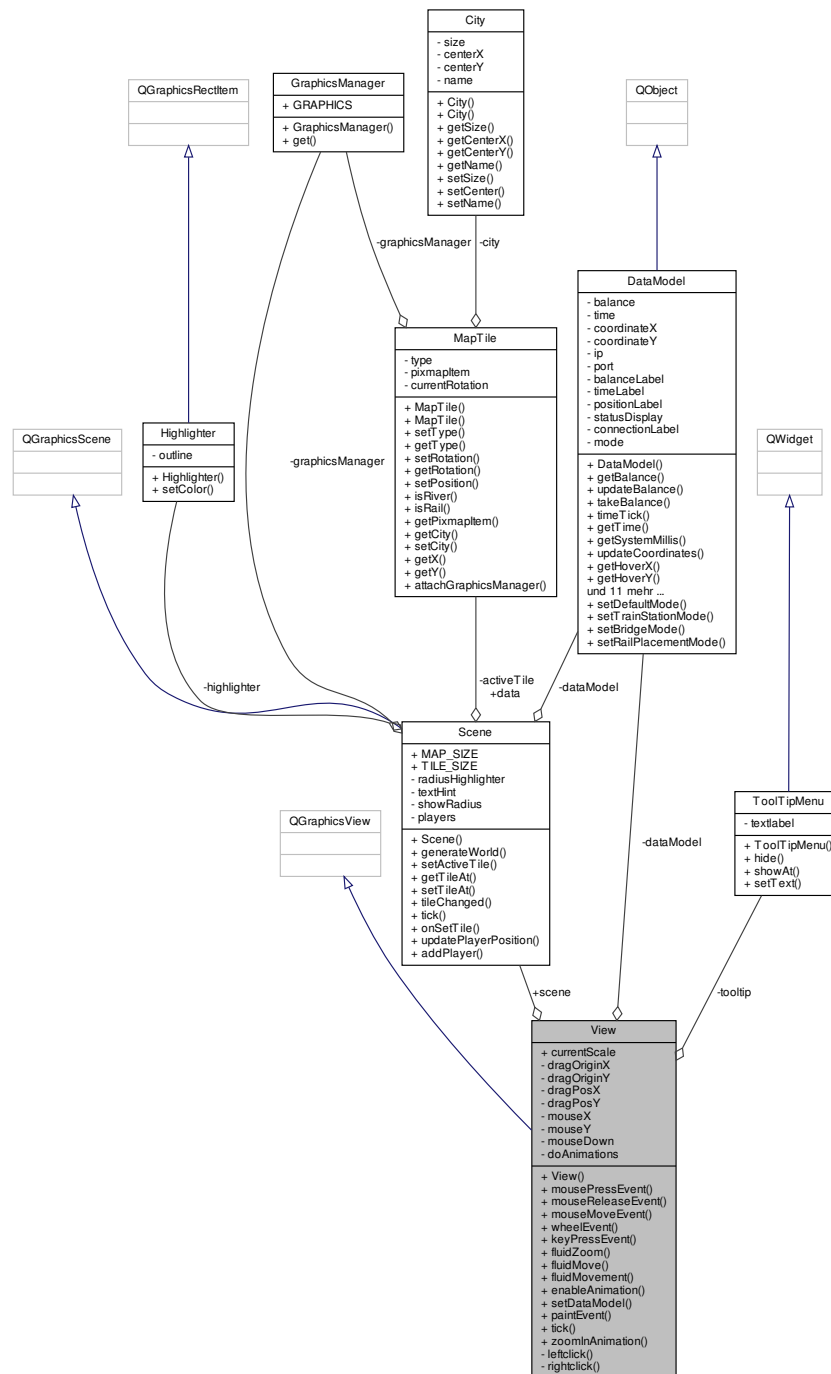 City
- size
- centerX
- centerY
- name
+ City()
+ City()
+ getSize()
+ getCenterX()
+ getCenterY()
+ getName()
+ setSize()
+ setCenter()
+ setName()
GraphicsManager
+ GRAPHICS
+ GraphicsManager()
+ get()
QGraphicsRectItem
QObject
-graphicsManager
-city
DataModel
- balance
- time
- coordinateX
- coordinateY
- ip
- port
- balanceLabel
- timeLabel
- positionLabel
- statusDisplay
- connectionLabel
- mode
+ DataModel()
+ getBalance()
+ updateBalance()
+ takeBalance()
+ timeTick()
+ getTime()
+ getSystemMillis()
+ updateCoordinates()
+ getHoverX()
+ getHoverY()
und 11 mehr ...
+ setDefaultMode()
+ setTrainStationMode()
+ setBridgeMode()
+ setRailPlacementMode()
MapTile
- type
- pixmapItem
- currentRotation
+ MapTile()
+ MapTile()
+ setType()
+ getType()
+ setRotation()
+ getRotation()
+ setPosition()
+ isRiver()
+ isRail()
+ getPixmapItem()
+ getCity()
+ setCity()
+ getX()
+ getY()
+ attachGraphicsManager()
QGraphicsScene
Highlighter
- outline
+ Highlighter()
+ setColor()
QWidget
-graphicsManager
-highlighter
-activeTile
+data
-dataModel
Scene
+ MAP_SIZE
+ TILE_SIZE
- radiusHighlighter
- textHint
- showRadius
- players
+ Scene()
+ generateWorld()
+ setActiveTile()
+ getTileAt()
+ setTileAt()
+ tileChanged()
+ tick()
+ onSetTile()
+ updatePlayerPosition()
+ addPlayer()
QGraphicsView
ToolTipMenu
- textlabel
+ ToolTipMenu()
+ hide()
+ showAt()
+ setText()
-dataModel
+scene
-tooltip
View
+ currentScale
- dragOriginX
- dragOriginY
- dragPosX
- dragPosY
- mouseX
- mouseY
- mouseDown
- doAnimations
+ View()
+ mousePressEvent()
+ mouseReleaseEvent()
+ mouseMoveEvent()
+ wheelEvent()
+ keyPressEvent()
+ fluidZoom()
+ fluidMove()
+ fluidMovement()
+ enableAnimation()
+ setDataModel()
+ paintEvent()
+ tick()
+ zoomInAnimation()
- leftclick()
- rightclick()